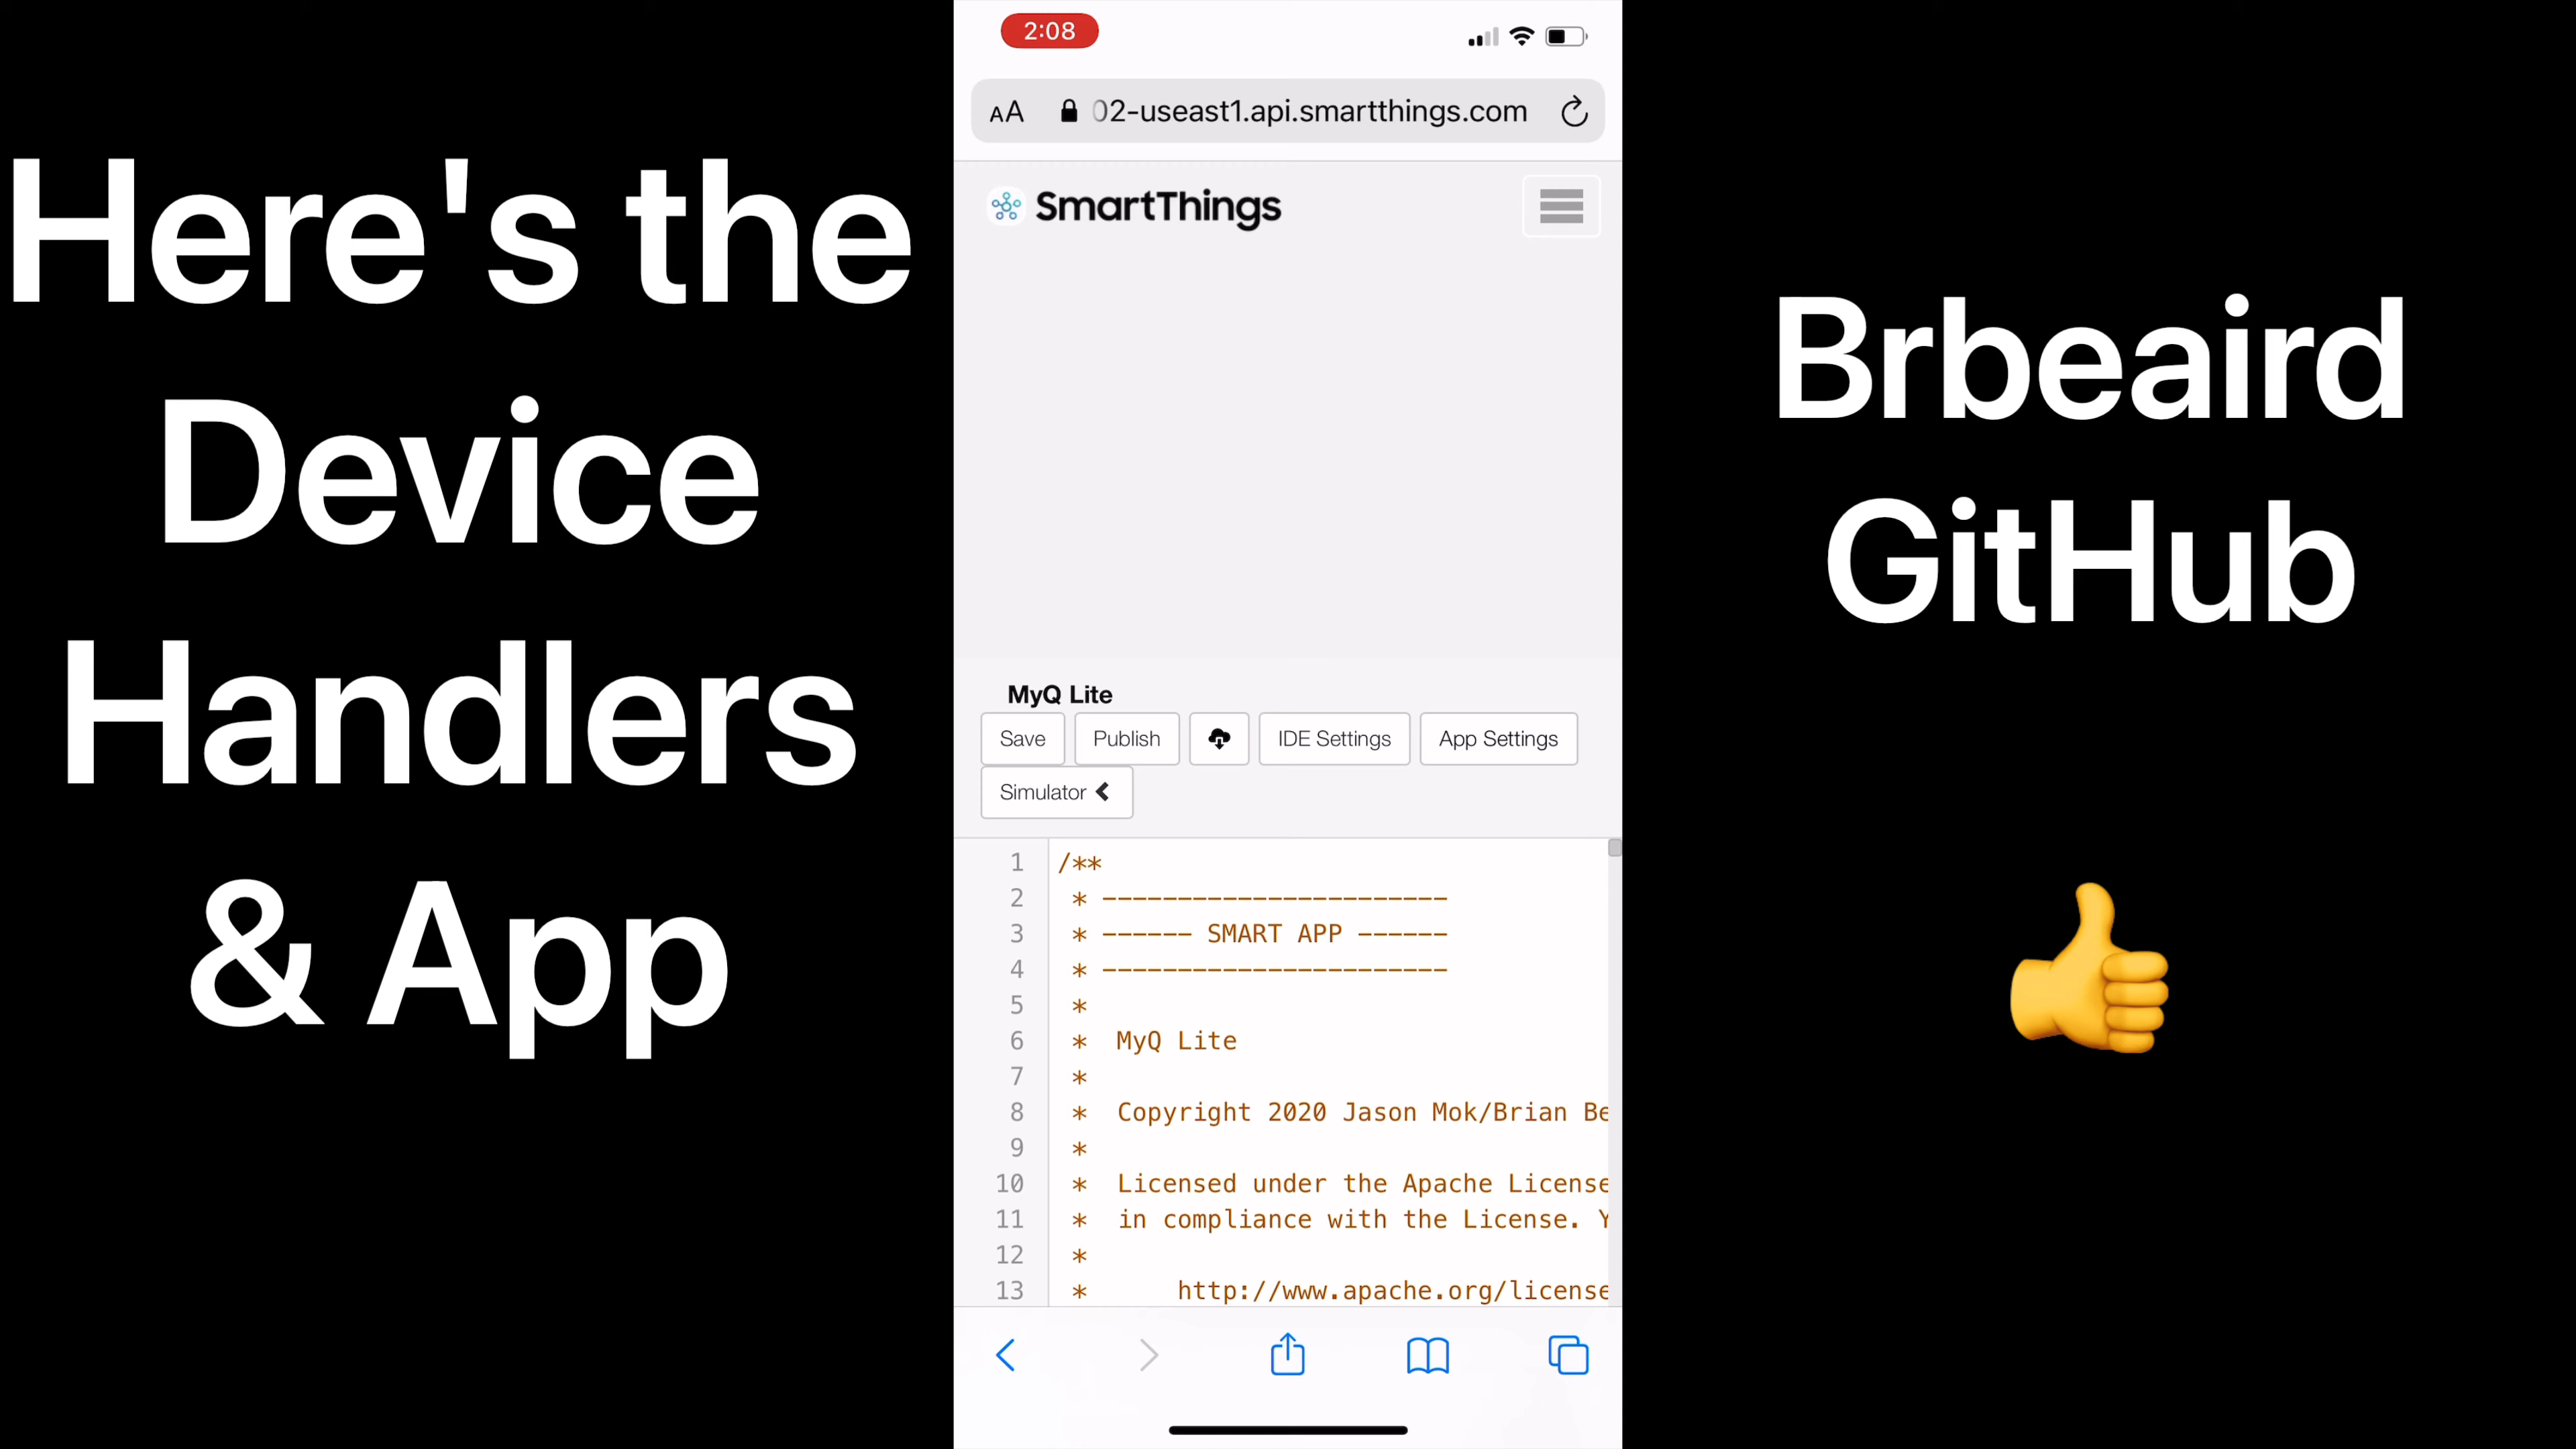 Here's the
Device
Handlers
& App
2:08
AA 02-useast1.api.smartthings.com
SmartThings
MyQ Lite
Save Publish IDE Settings App Settings
Simulator
1 /**
2 * -----------------------
3 * ------ SMART APP ------
4 * -----------------------
5 *
6 * MyQ Lite
7 *
8 * Copyright 2020 Jason Mok/Brian Be
9 *
10 * Licensed under the Apache License
11 * in compliance with the License. Y
12 *
13 * http://www.apache.org/license
Brbeaird
GitHub